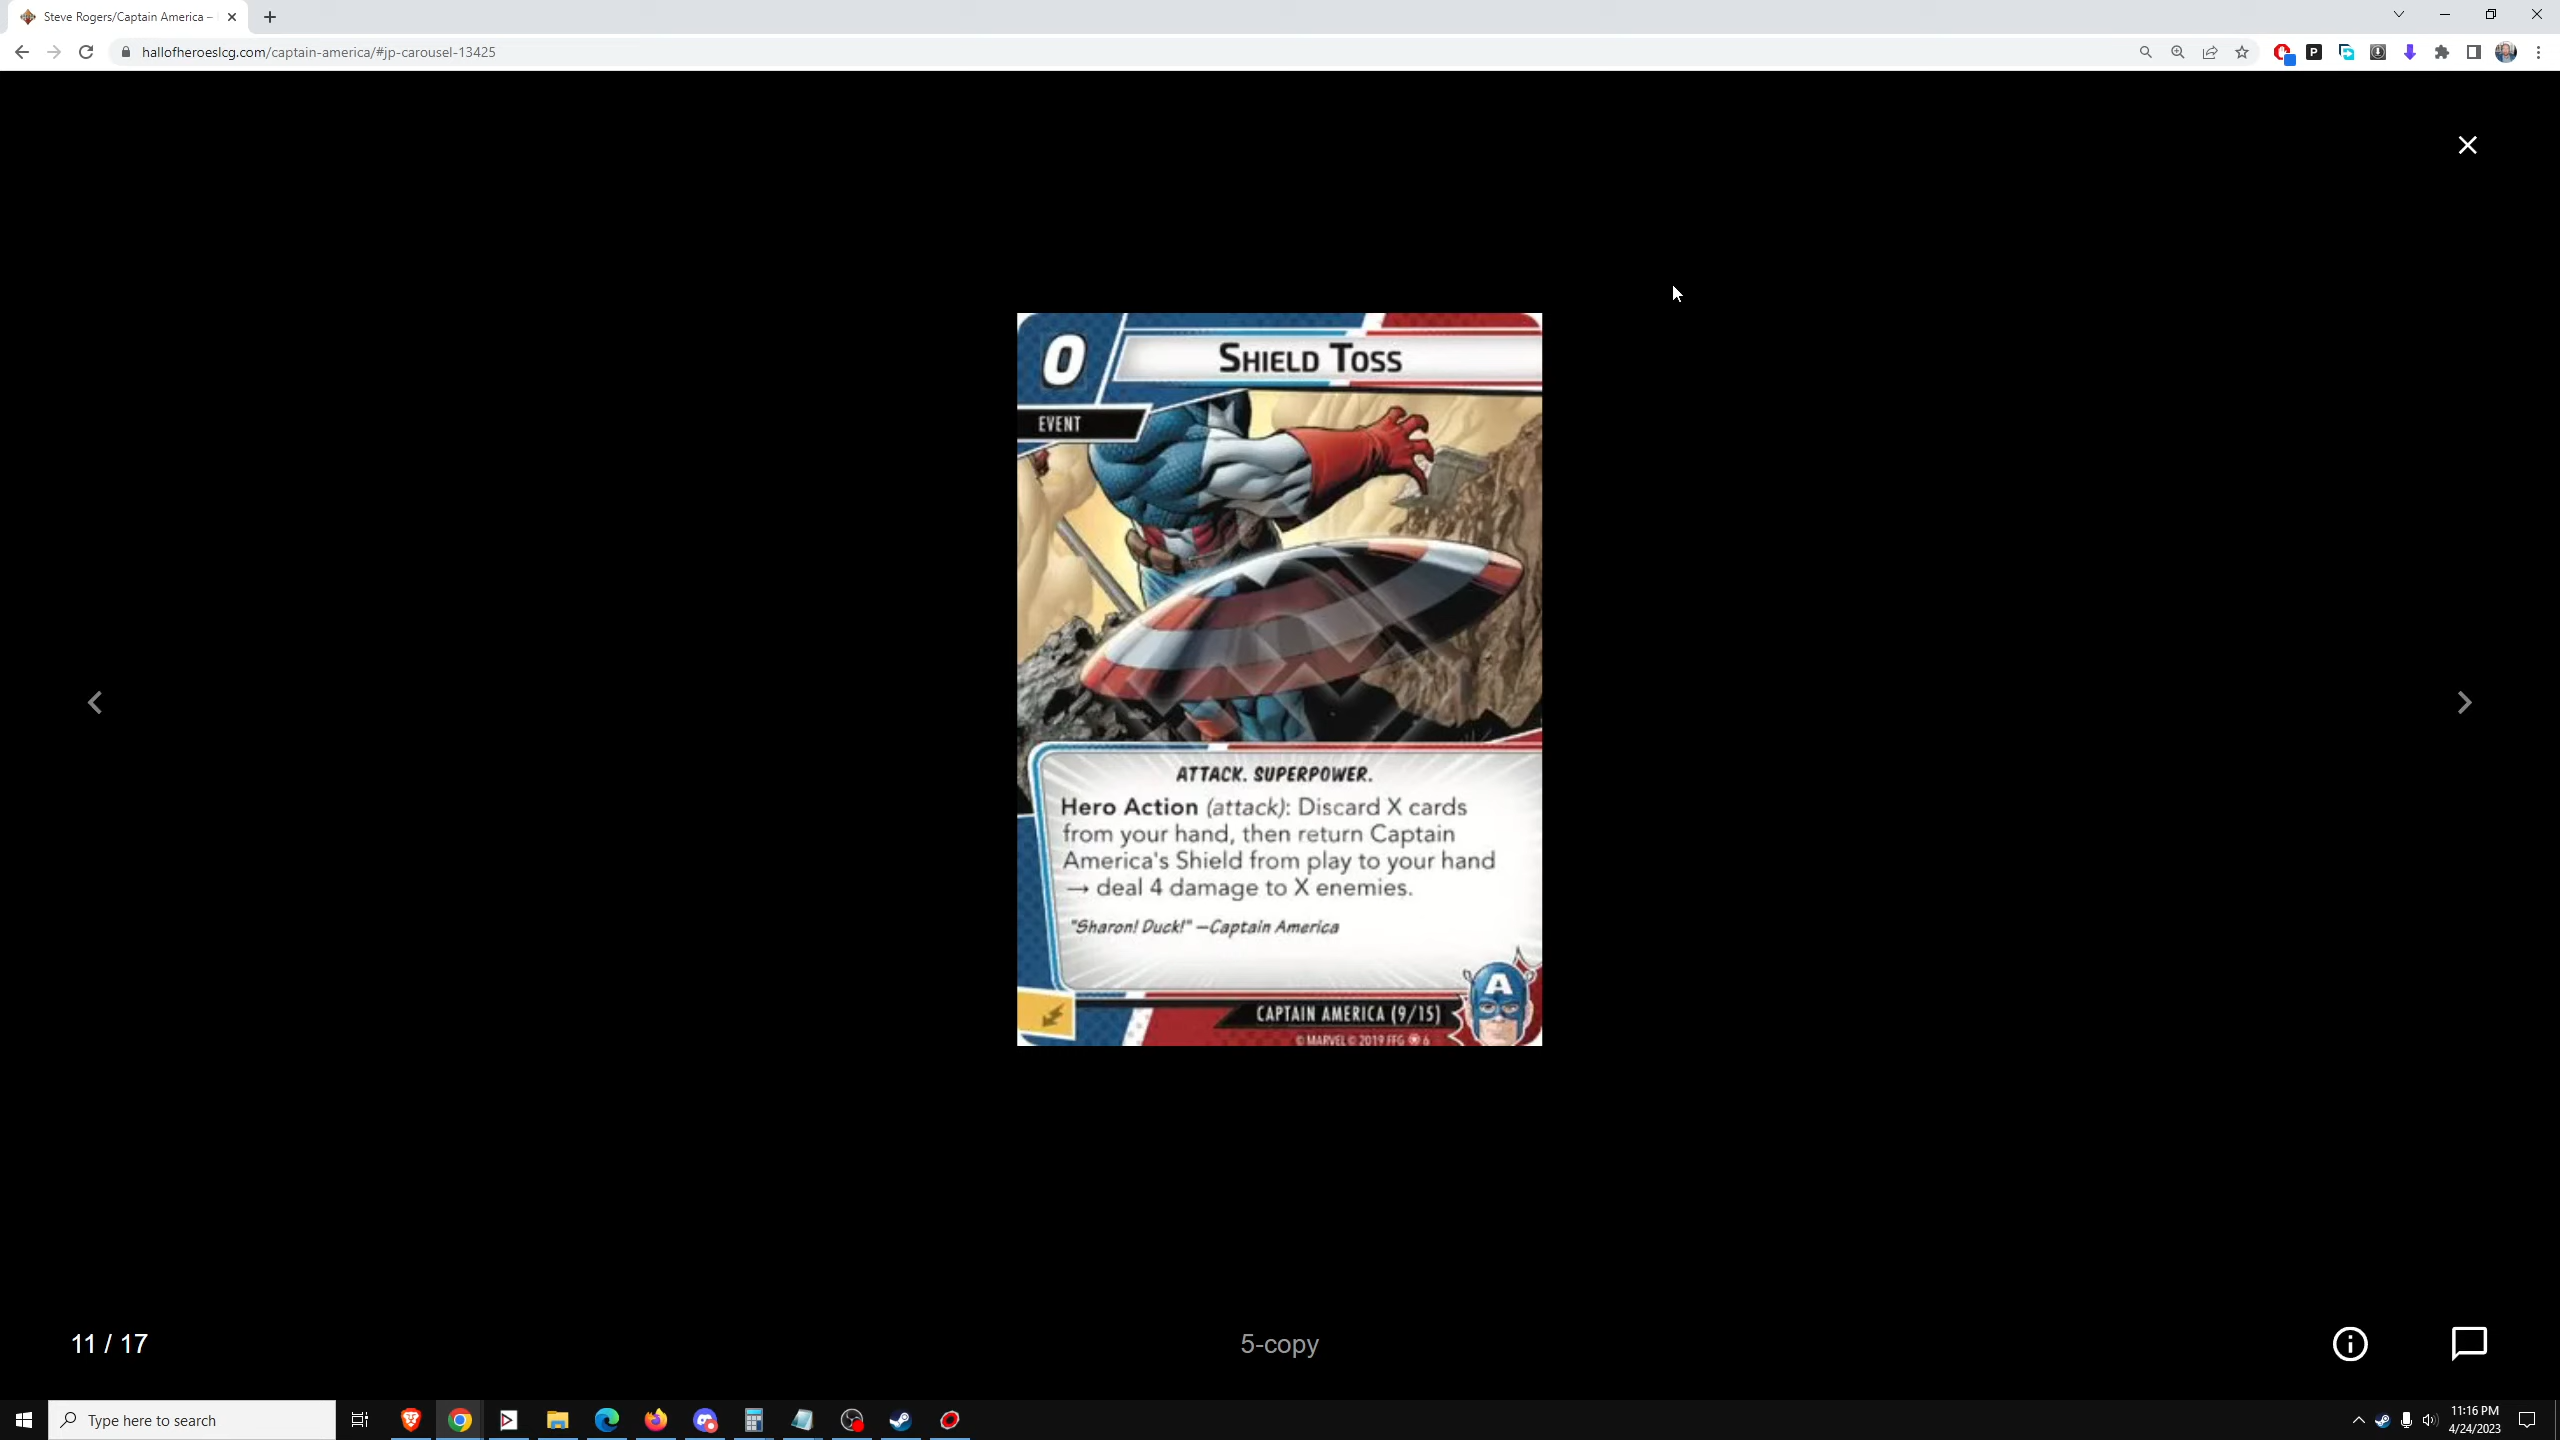 Steve Rogers/Captain America –
hallofheroeslcg.com/captain-america/#jp-carousel-13425
0
SHIELD TOSS
EVENT
ATTACK. SUPERPOWER.
Hero Action (attack): Discard X cards
from your hand, then return Captain
America's Shield from play to your hand
→ deal 4 damage to X enemies.
"Sharon! Duck!" —Captain America
A
CAPTAIN AMERICA (9/15)
© MARVEL © 2019 FFG 6
11 / 17
5-copy
Type here to search
11:16 PM
4/24/2023